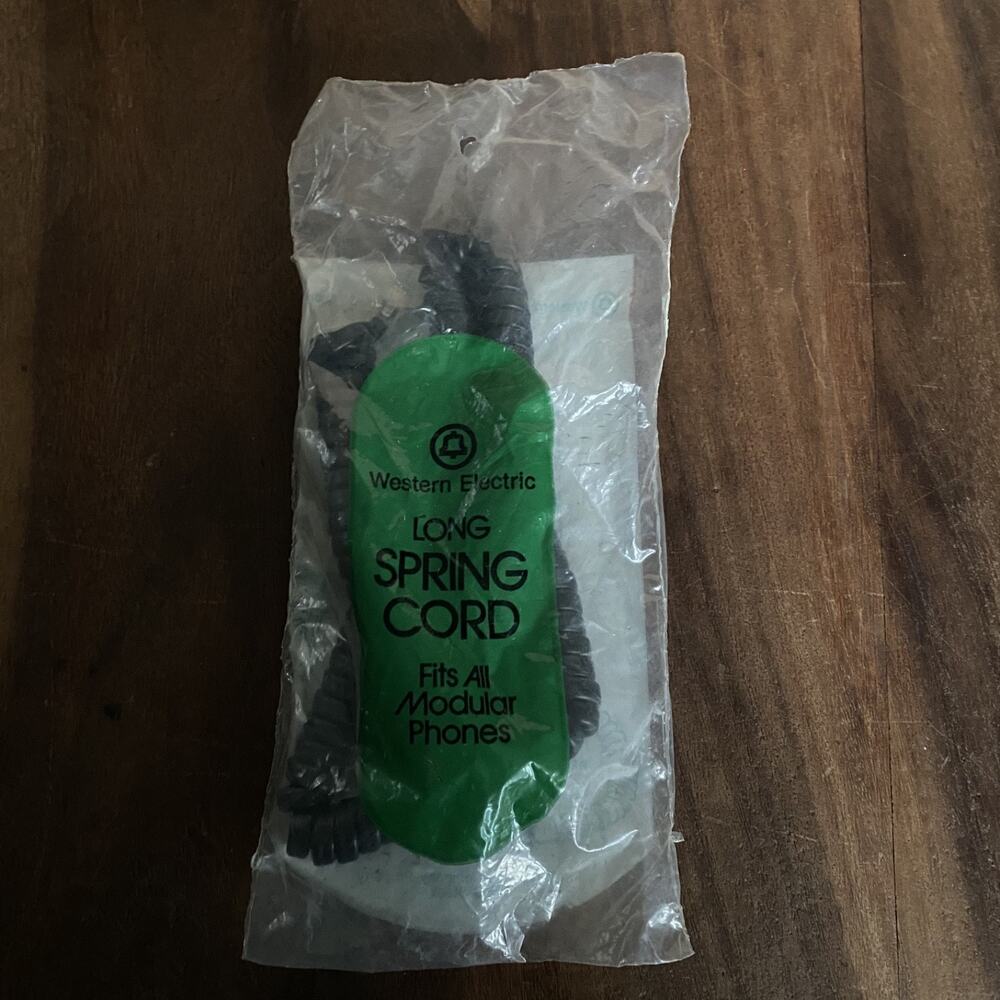 Western Electric
LONG
SPRING
CORD
Fits All
Modular
Phones